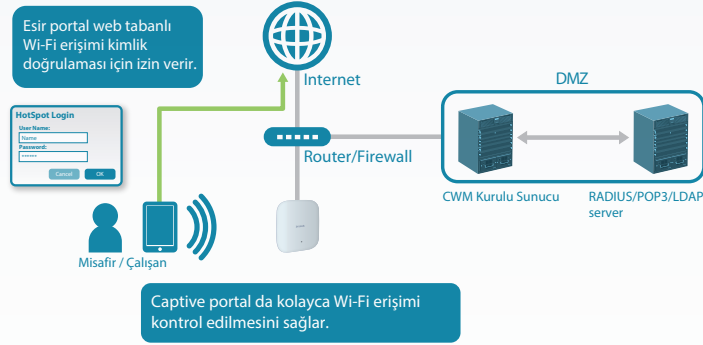 Esir portal web tabanlı
Wi-Fi erişimi kimlik
doğrulaması için izin verir.
Internet
DMZ
HotSpot Login
User Name:
Name
Password:
******
Cancel
OK
Router/Firewall
CWM Kurulu Sunucu
RADIUS/POP3/LDAP
server
Misafir / Çalışan
Captive portal da kolayca Wi-Fi erişimi
kontrol edilmesini sağlar.